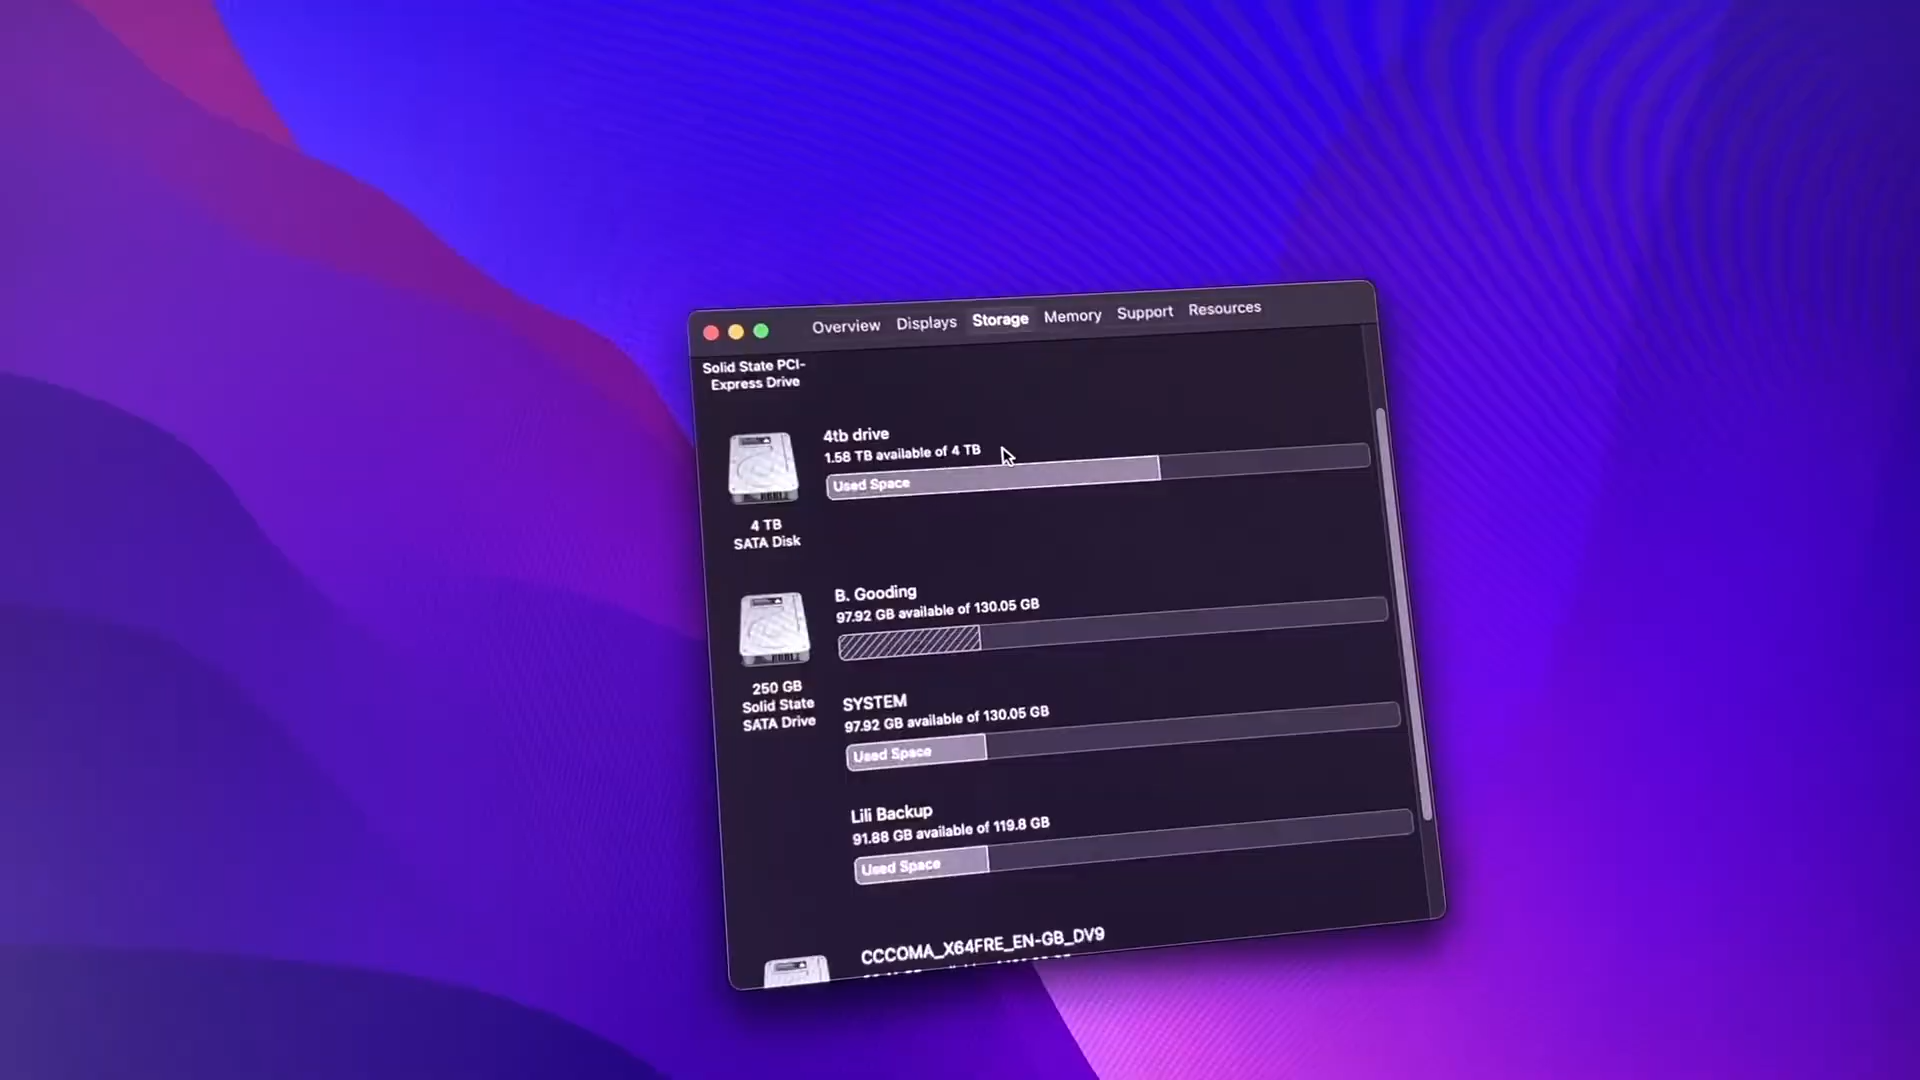 Overview Displays Storage Memory Support Resources
Solid State PCI-
Express Drive
4tb drive
1.58 TB available of 4 TB
Used Space
4 TB
SATA Disk
B. Gooding
97.92 GB available of 130.05 GB
250 GB
Solid State
SATA Drive
SYSTEM
97.92 GB available of 130.05 GB
Used Space
Lili Backup
91.88 GB available of 119.8 GB
Used Space
CCCOMA_X64FRE_EN-GB_DV9